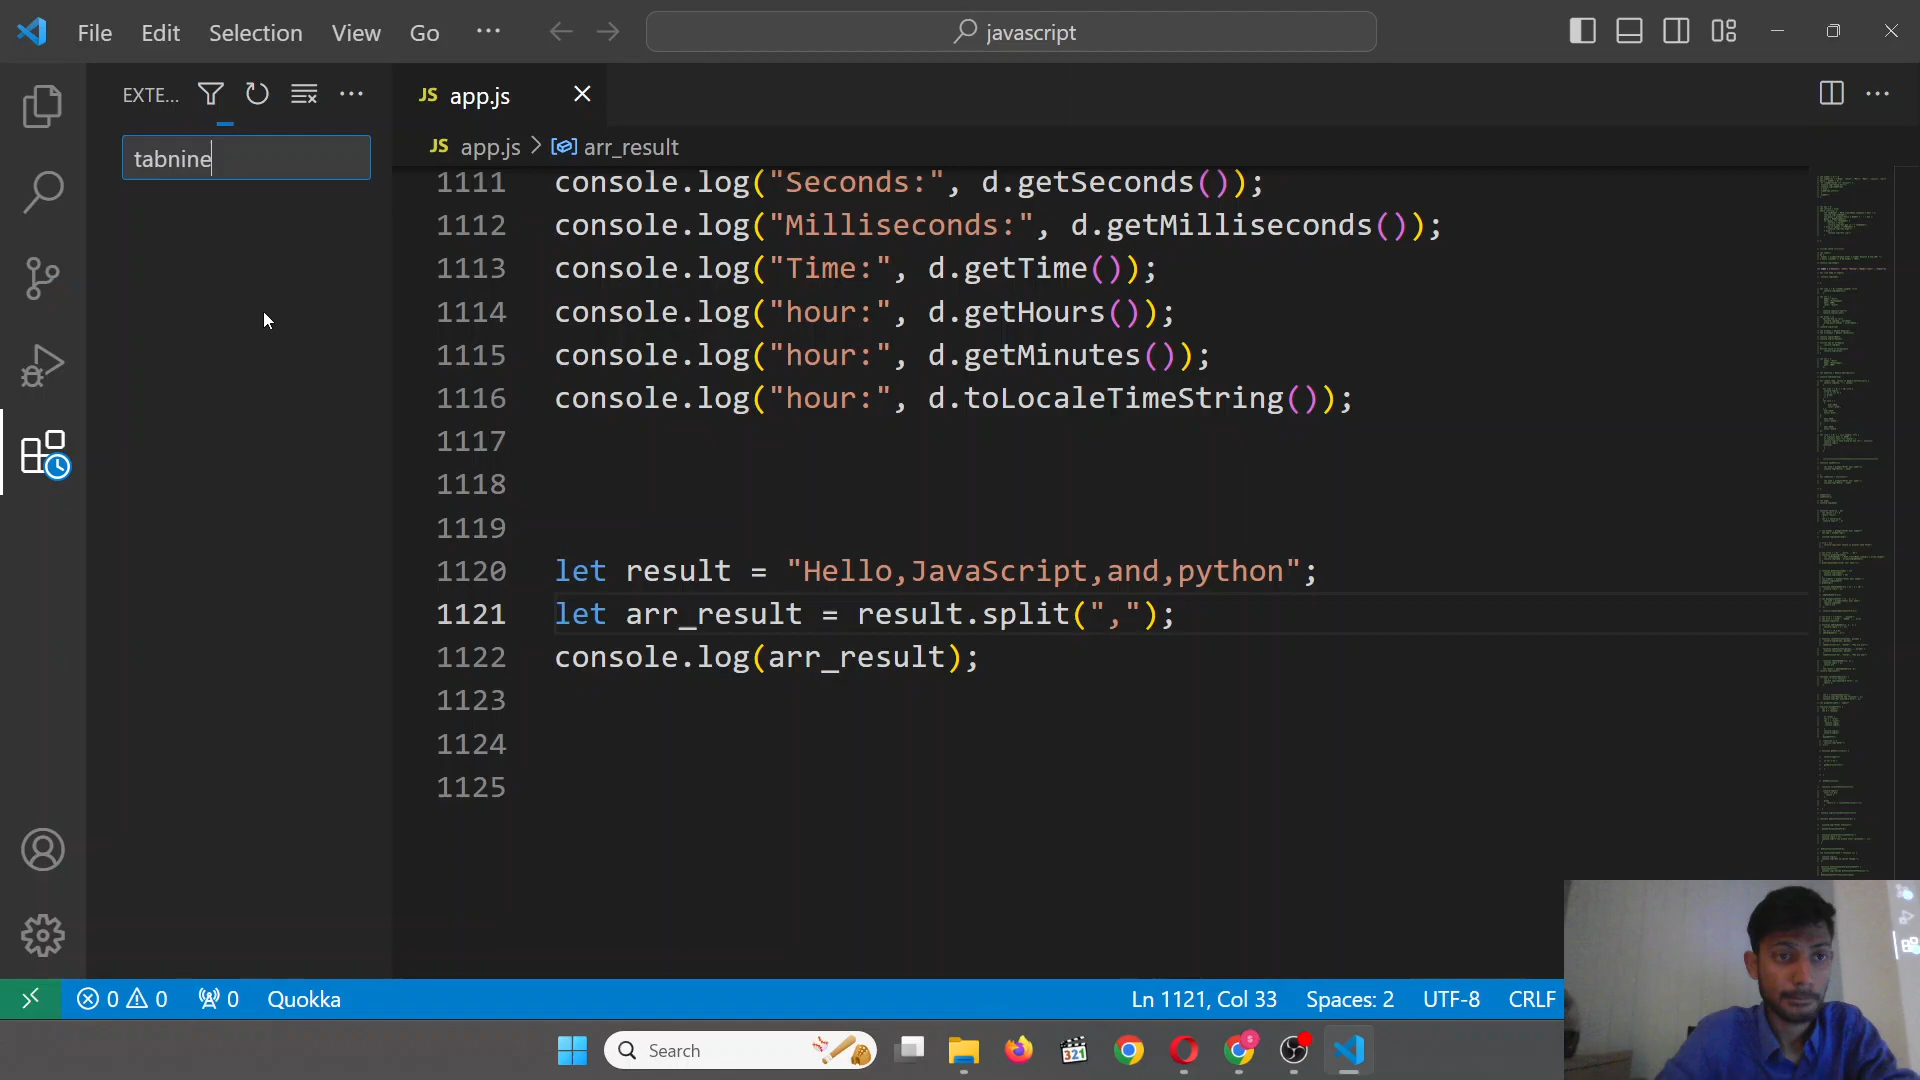 File Edit Selection View Go ···
javascript
EXTE...
tabnine
JS app.js
JS app.js > arr_result
1111 console.log("Seconds:", d.getSeconds());
1112 console.log("Milliseconds:", d.getMilliseconds());
1113 console.log("Time:", d.getTime());
1114 console.log("hour:", d.getHours());
1115 console.log("hour:", d.getMinutes());
1116 console.log("hour:", d.toLocaleTimeString());
1117
1118
1119
1120 let result = "Hello,JavaScript,and,python";
1121 let arr_result = result.split(",");
1122 console.log(arr_result);
1123
1124
1125
0 0 0 Quokka Ln 1121, Col 33 Spaces: 2 UTF-8 CRLF
Search
321